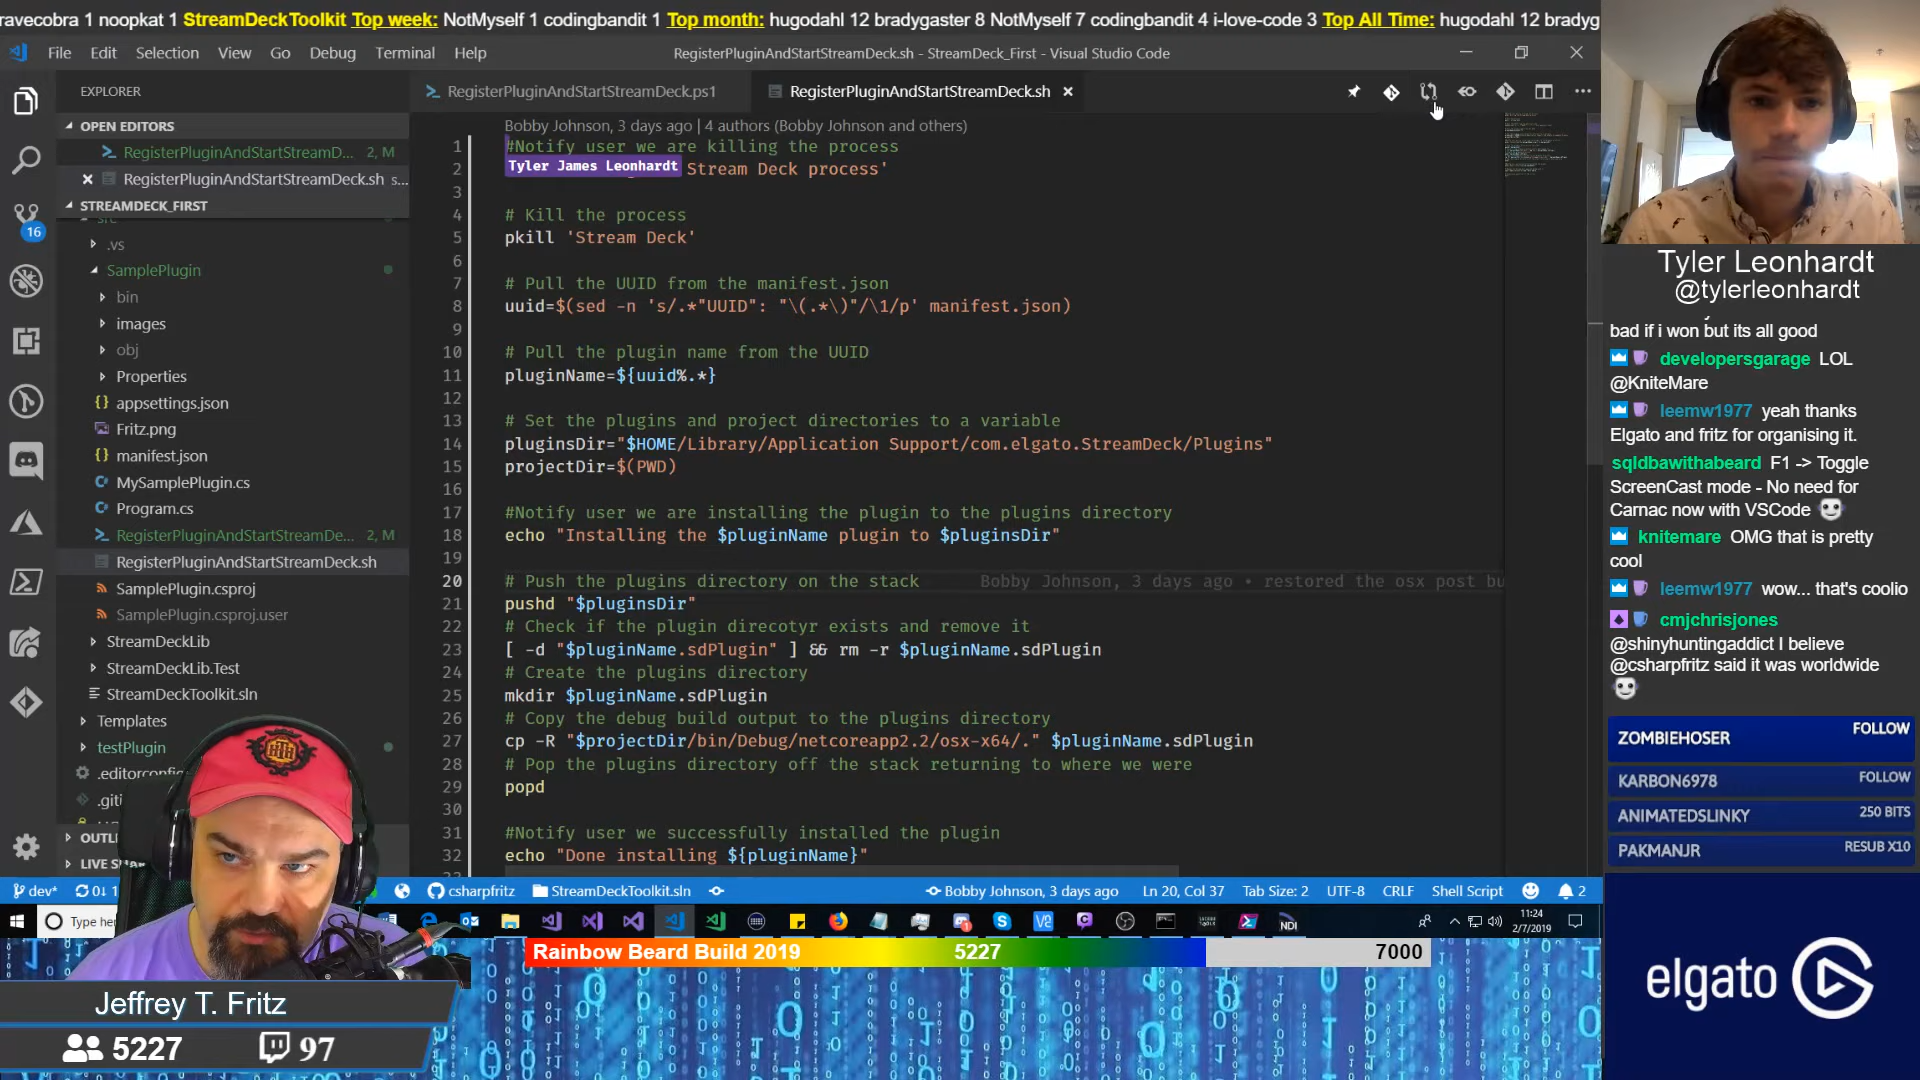 ravecobra 1 noopkat 1 StreamDeckToolkit Top week: NotMyself 1 codingbandit 1 Top month: hugodahl 12 bradygaster 8 NotMyself 7 codingbandit 4 i-love-code 3 Top All Time: hugodahl 12 bradyg
File Edit Selection View Go Debug Terminal Help
RegisterPluginAndStartStreamDeck.sh - StreamDeck_First - Visual Studio Code
EXPLORER
OPEN EDITORS
RegisterPluginAndStartStreamD... 2, M
RegisterPluginAndStartStreamDeck.sh s...
STREAMDECK_FIRST
src
.vs
SamplePlugin
bin
images
obj
Properties
appsettings.json
Fritz.png
manifest.json
MySamplePlugin.cs
Program.cs
RegisterPluginAndStartStreamDe... 2, M
RegisterPluginAndStartStreamDeck.sh
SamplePlugin.csproj
SamplePlugin.csproj.user
StreamDeckLib
StreamDeckLib.Test
StreamDeckToolkit.sln
Templates
testPlugin
.editorconfig
.giti
OUTL
LIVE SHA
16
RegisterPluginAndStartStreamDeck.ps1
RegisterPluginAndStartStreamDeck.sh
Bobby Johnson, 3 days ago | 4 authors (Bobby Johnson and others)
1 #Notify user we are killing the process
Tyler James Leonhardt
2 Stream Deck process'
3
4 # Kill the process
5 pkill 'Stream Deck'
6
7 # Pull the UUID from the manifest.json
8 uuid=$(sed -n 's/.*"UUID": "\(.*\)"/\1/p' manifest.json)
9
10 # Pull the plugin name from the UUID
11 pluginName=${uuid%.*}
12
13 # Set the plugins and project directories to a variable
14 pluginsDir="$HOME/Library/Application Support/com.elgato.StreamDeck/Plugins"
15 projectDir=$(PWD)
16
17 #Notify user we are installing the plugin to the plugins directory
18 echo "Installing the $pluginName plugin to $pluginsDir"
19
20 # Push the plugins directory on the stack Bobby Johnson, 3 days ago • restored the osx post bu
21 pushd "$pluginsDir"
22 # Check if the plugin direcotyr exists and remove it
23 [ -d "$pluginName.sdPlugin" ] && rm -r $pluginName.sdPlugin
24 # Create the plugins directory
25 mkdir $pluginName.sdPlugin
26 # Copy the debug build output to the plugins directory
27 cp -R "$projectDir/bin/Debug/netcoreapp2.2/osx-x64/." $pluginName.sdPlugin
28 # Pop the plugins directory off the stack returning to where we were
29 popd
30
31 #Notify user we successfully installed the plugin
32 echo "Done installing ${pluginName}"
dev* 0↓ 1 csharpfritz StreamDeckToolkit.sln Bobby Johnson, 3 days ago Ln 20, Col 37 Tab Size: 2 UTF-8 CRLF Shell Script 2
Type he
NDI
11:24
2/7/2019
Tyler Leonhardt
@tylerleonhardt
bad if i won but its all good
developersgarage LOL
@KniteMare
leemw1977 yeah thanks
Elgato and fritz for organising it.
sqldbawithabeard F1 -> Toggle
ScreenCast mode - No need for
Carnac now with VSCode
knitemare OMG that is pretty
cool
leemw1977 wow... that's coolio
cmjchrisjones
@shinyhuntingaddict I believe
@csharpfritz said it was worldwide
ZOMBIEHOSER FOLLOW
KARBON6978 FOLLOW
ANIMATEDSLINKY 250 BITS
PAKMANJR RESUB X10
elgato
Rainbow Beard Build 2019 5227 7000
Jeffrey T. Fritz
5227 97